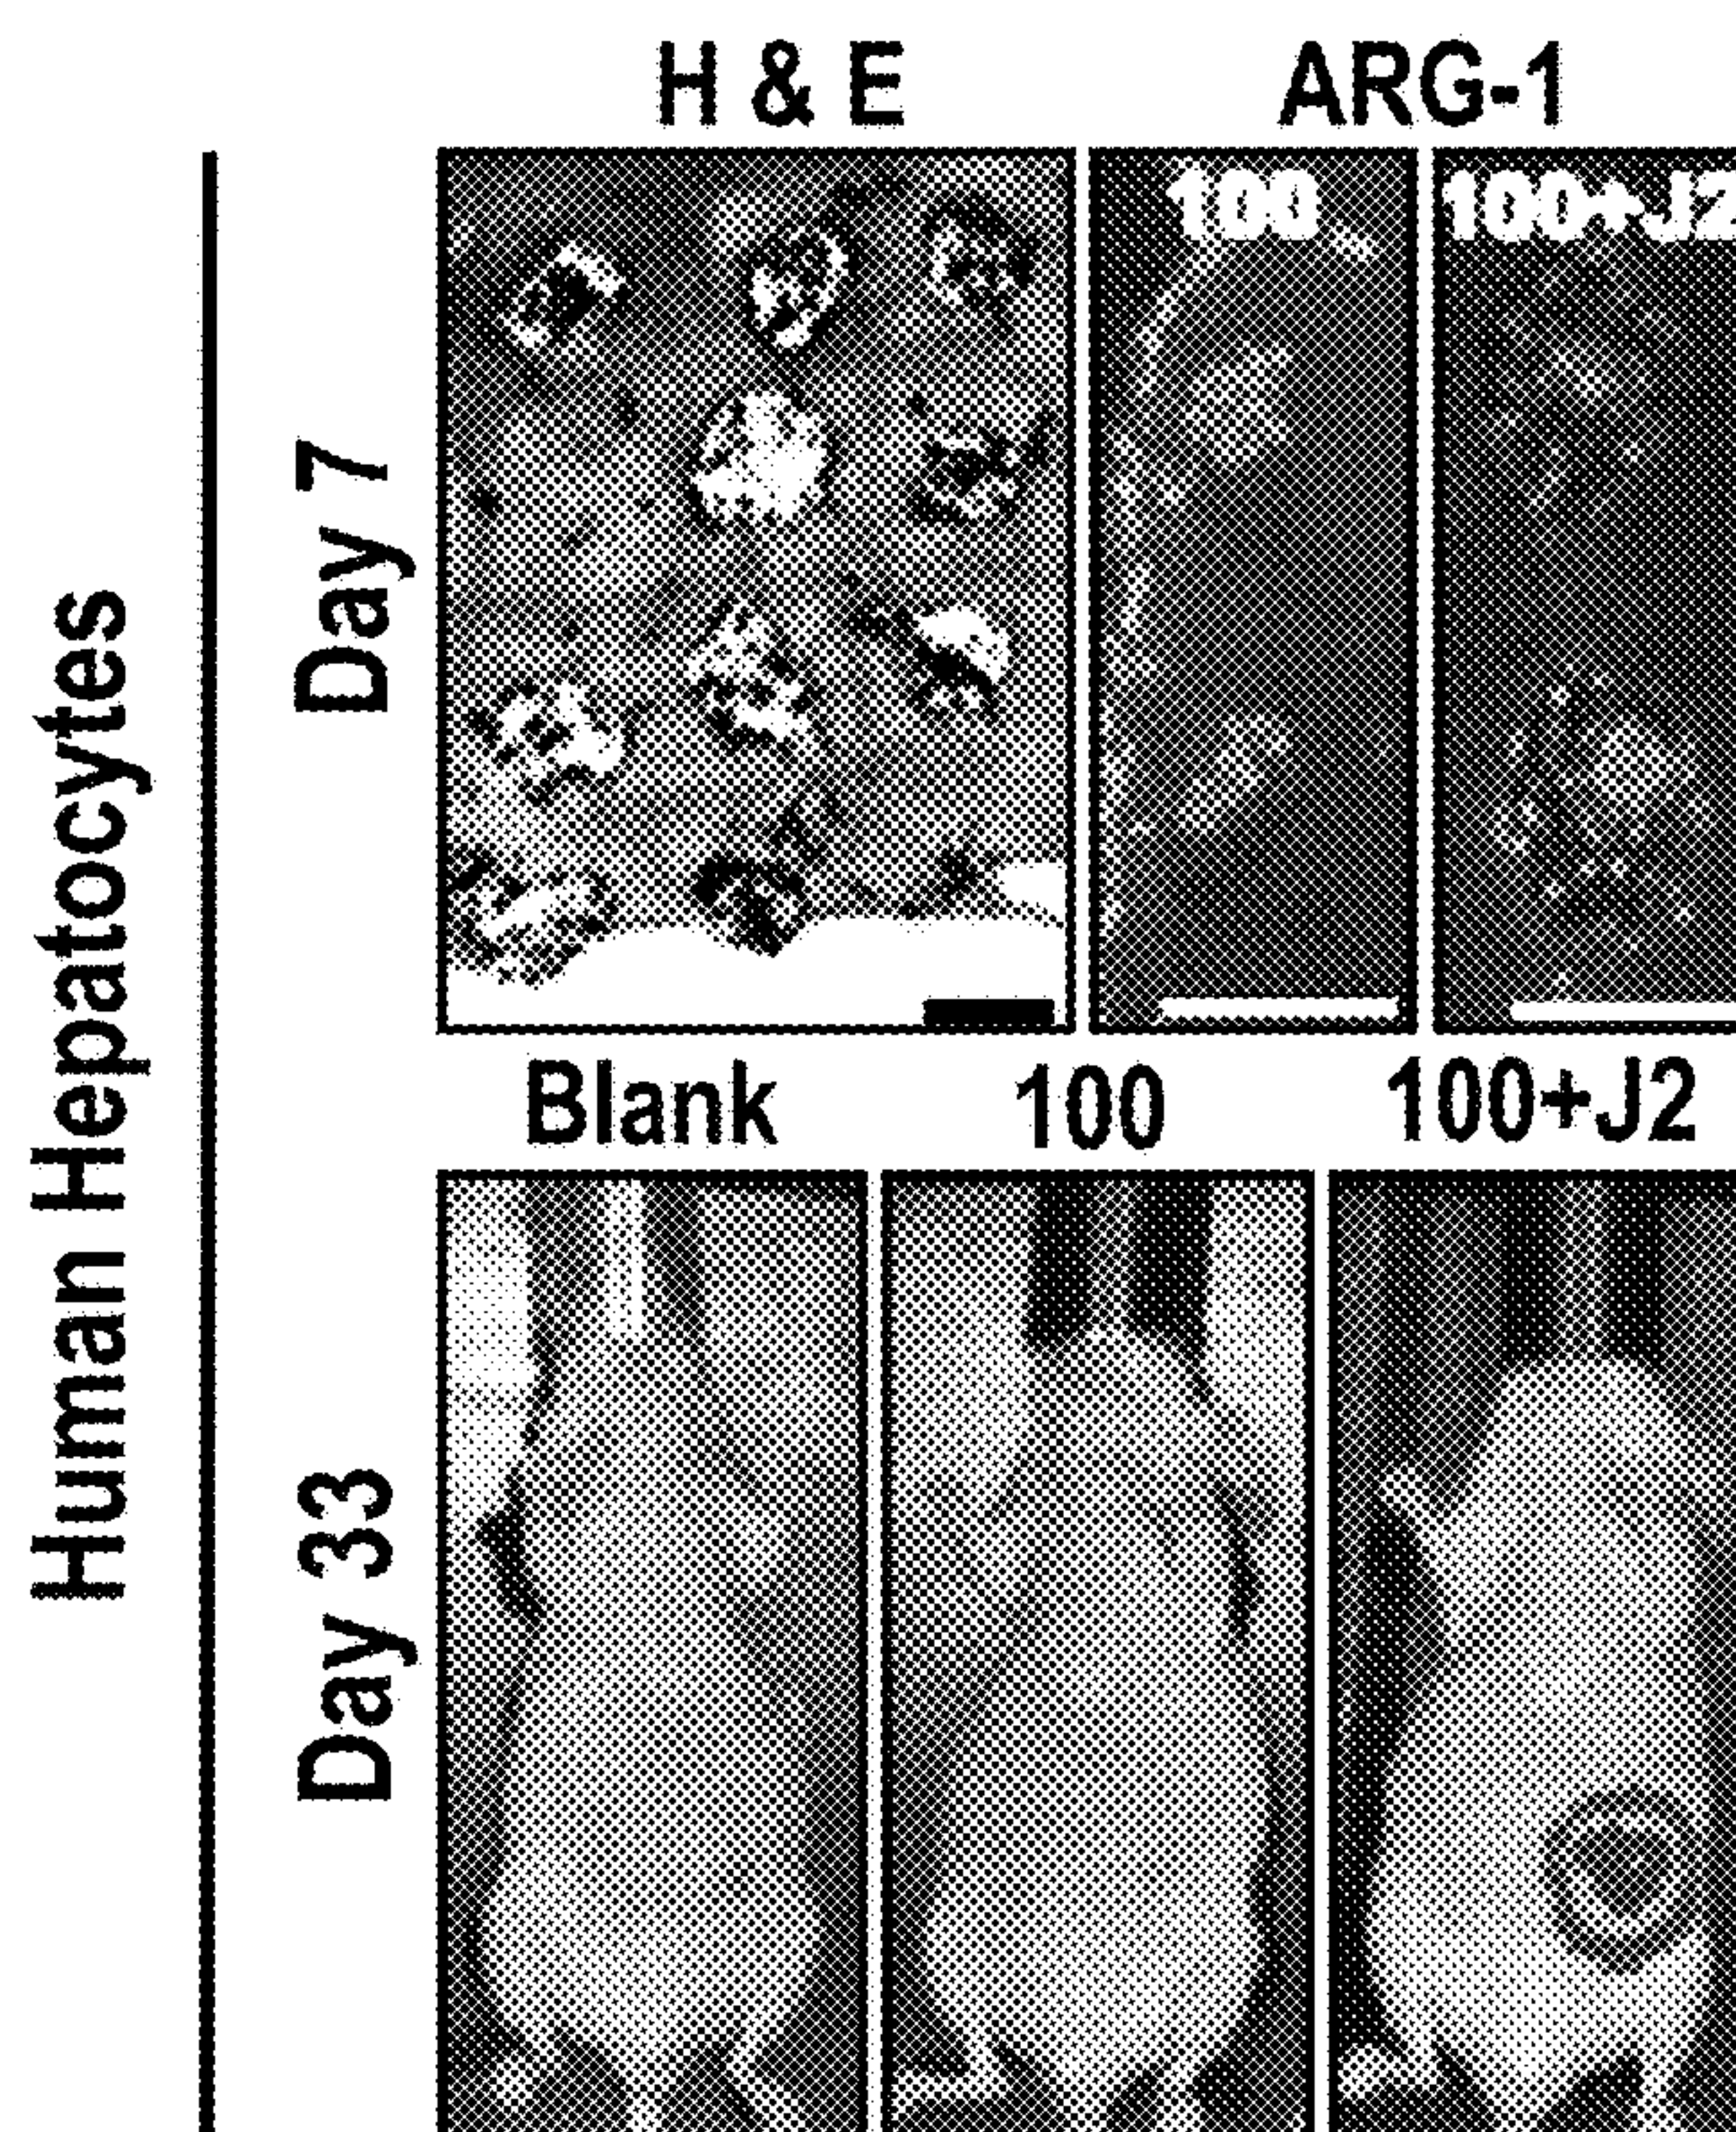 H & E
ARG-1
Human Hepatocytes
Day 7
100
100+J2
Blank
100
100+J2
Day 33